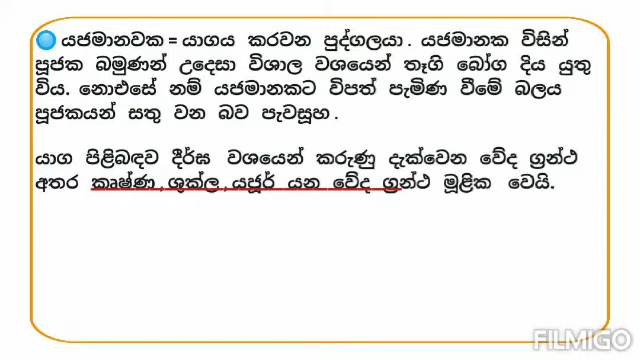 යජමානවක = යාගය කරවන පුද්ගලයා . යජමානක විසින්
පූජක බමුණන් උදෙසා විශාල වශයෙන් තෑගි බෝග දිය යුතු
විය. නොඑසේ නම් යජමානකට විපත් පැමිණ වීමේ බලය
පූජකයන් සතු වන බව පැවසූහ .
යාග පිළිබඳව දීර්ඝ වශයෙන් කරුණු දැක්වෙන වේද ග්‍රන්ථ
අතර කෘෂ්ණ , ශුක්ල , යජූර් යන වේද ග්‍රන්ථ මූළික වෙයි.
FILMIGO